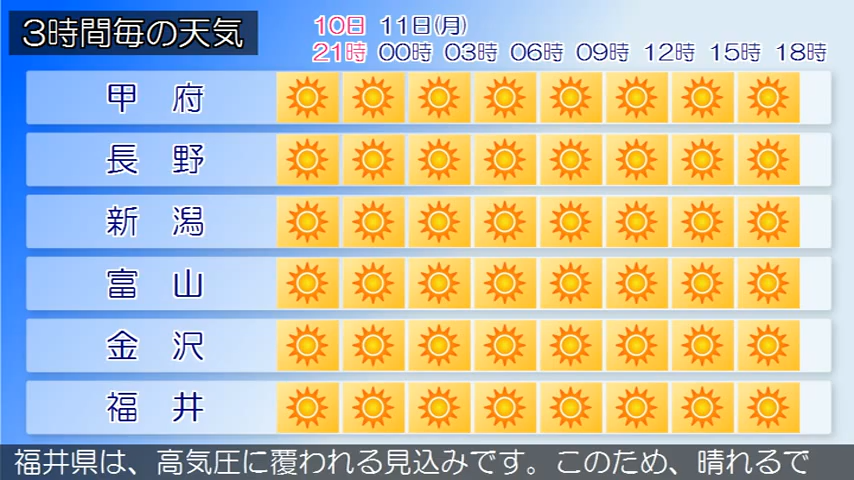 3時間毎の天気
10日 11日(月)
21時 00時 03時 06時 09時 12時 15時 18時
甲 府
長 野
新 潟
富 山
金 沢
福 井
福井県は、高気圧に覆われる見込みです。このため、晴れるで